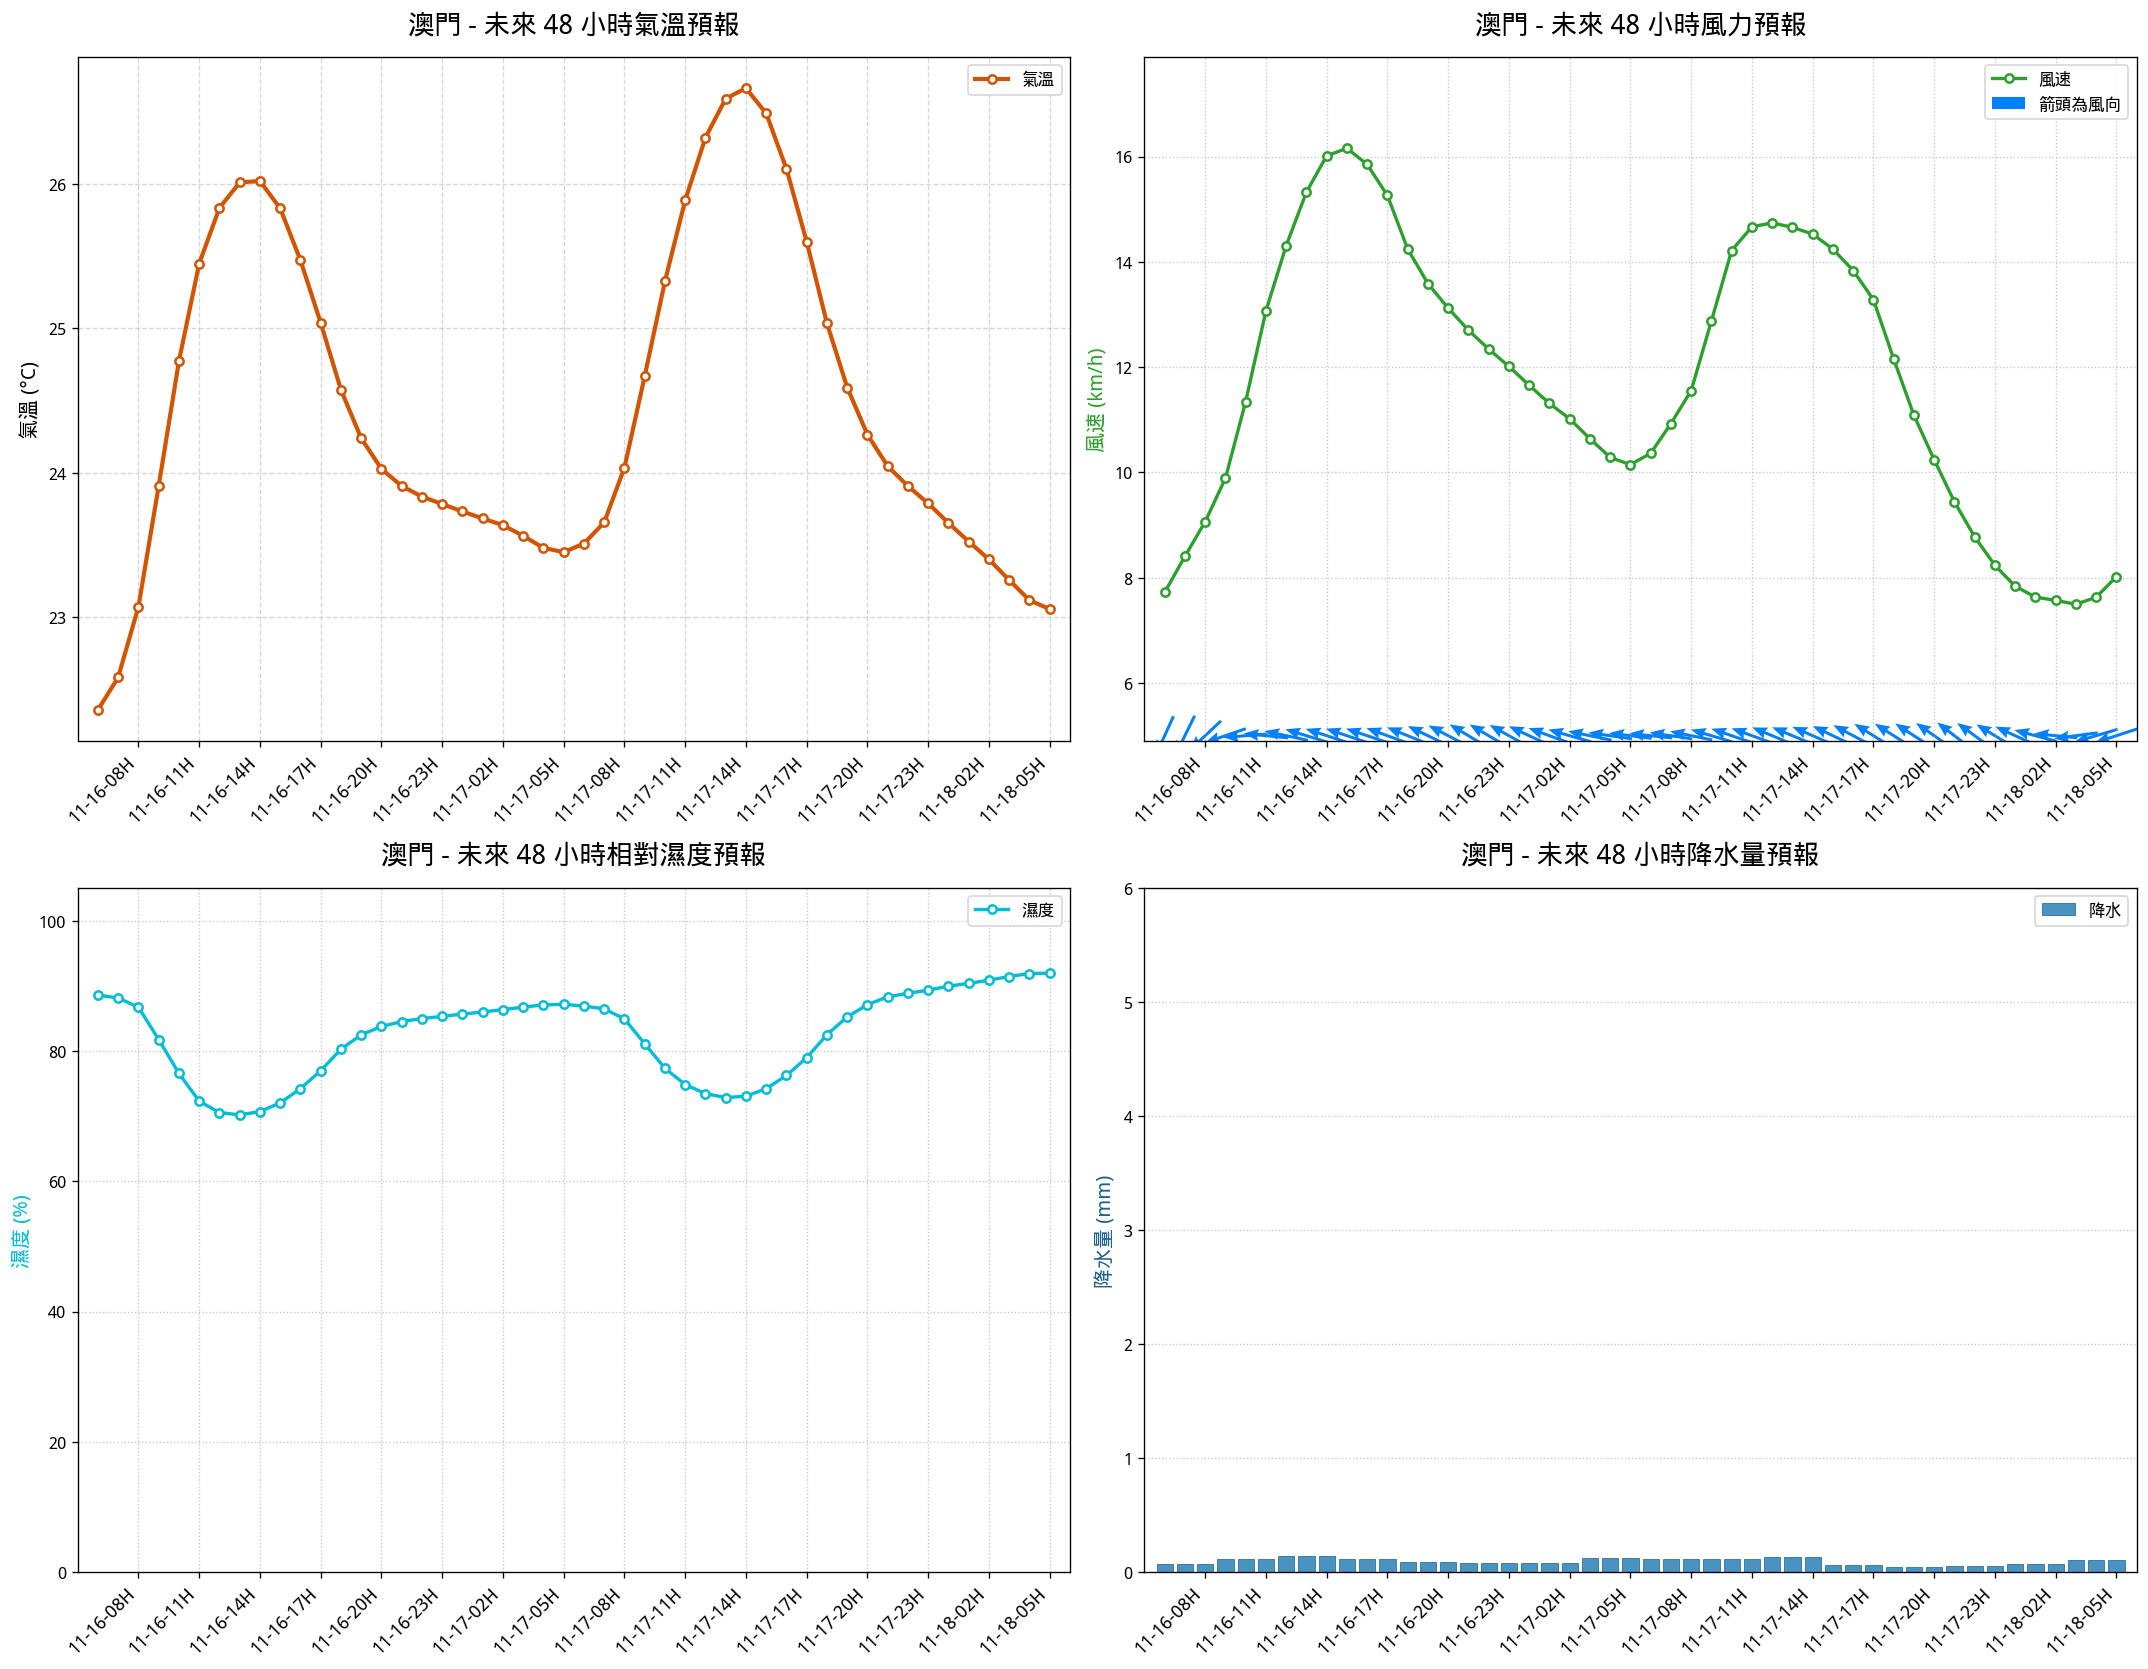 澳門 - 未來 48 小時氣溫預報
氣溫
氣溫 (°C)
26
25
24
23
11-16-08H
11-16-11H
11-16-14H
11-16-17H
11-16-20H
11-16-23H
11-17-02H
11-17-05H
11-17-08H
11-17-11H
11-17-14H
11-17-17H
11-17-20H
11-17-23H
11-18-02H
11-18-05H
澳門 - 未來 48 小時風力預報
風速
箭頭為風向
風速 (km/h)
16
14
12
10
8
6
11-16-08H
11-16-11H
11-16-14H
11-16-17H
11-16-20H
11-16-23H
11-17-02H
11-17-05H
11-17-08H
11-17-11H
11-17-14H
11-17-17H
11-17-20H
11-17-23H
11-18-02H
11-18-05H
澳門 - 未來 48 小時相對濕度預報
濕度
濕度 (%)
100
80
60
40
20
0
11-16-08H
11-16-11H
11-16-14H
11-16-17H
11-16-20H
11-16-23H
11-17-02H
11-17-05H
11-17-08H
11-17-11H
11-17-14H
11-17-17H
11-17-20H
11-17-23H
11-18-02H
11-18-05H
澳門 - 未來 48 小時降水量預報
降水
降水量 (mm)
6
5
4
3
2
1
0
11-16-08H
11-16-11H
11-16-14H
11-16-17H
11-16-20H
11-16-23H
11-17-02H
11-17-05H
11-17-08H
11-17-11H
11-17-14H
11-17-17H
11-17-20H
11-17-23H
11-18-02H
11-18-05H